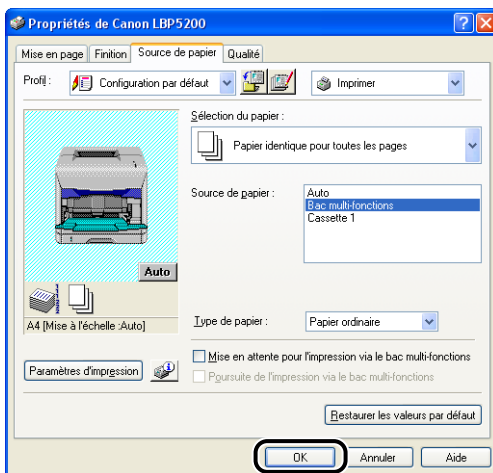 Propriétés de Canon LBP5200
Mise en page Finition Source de papier Qualité
Profil : Configuration par défaut Imprimer
Sélection du papier :
Papier identique pour toutes les pages
Source de papier :
Auto
Bac multi-fonctions
Cassette 1
Auto
A4 [Mise à l'échelle :Auto]
Type de papier : Papier ordinaire
Paramètres d'impression
Mise en attente pour l'impression via le bac multi-fonctions
Poursuite de l'impression via le bac multi-fonctions
Restaurer les valeurs par défaut
OK Annuler Aide